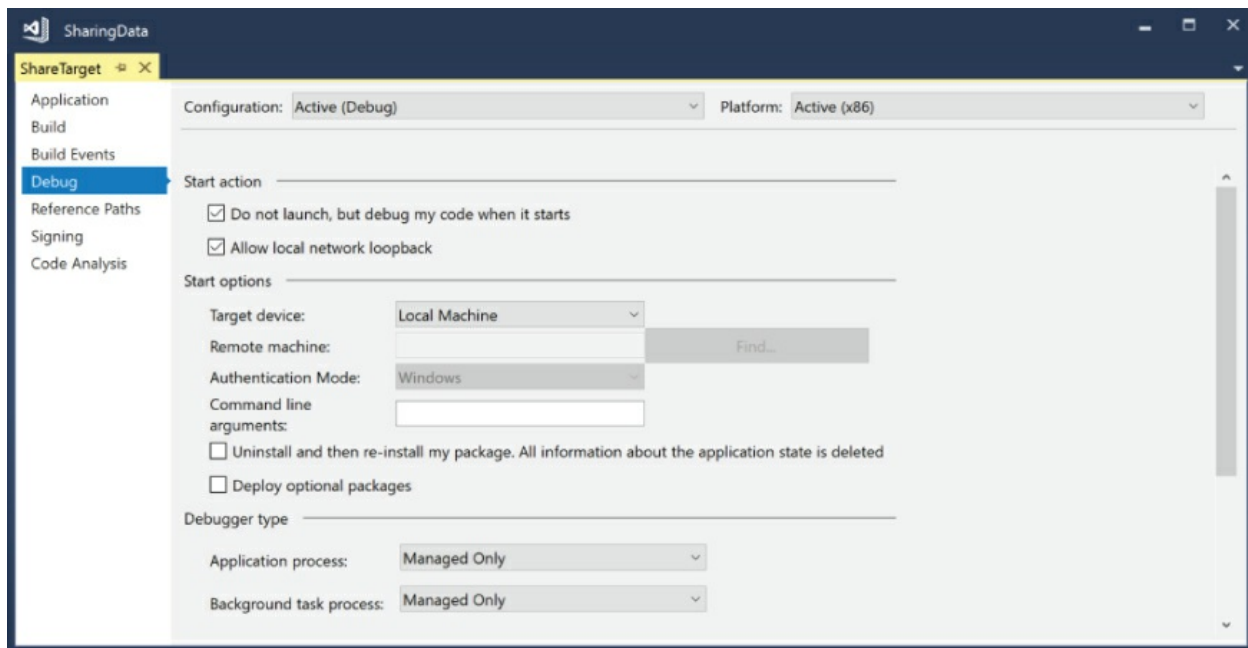 SharingData
ShareTarget
Application
Build
Build Events
Debug
Reference Paths
Signing
Code Analysis
Configuration: Active (Debug) Platform: Active (x86)
Start action
Do not launch, but debug my code when it starts
Allow local network loopback
Start options
Target device: Local Machine
Remote machine: Find...
Authentication Mode: Windows
Command line
arguments:
Uninstall and then re-install my package. All information about the application state is deleted
Deploy optional packages
Debugger type
Application process: Managed Only
Background task process: Managed Only